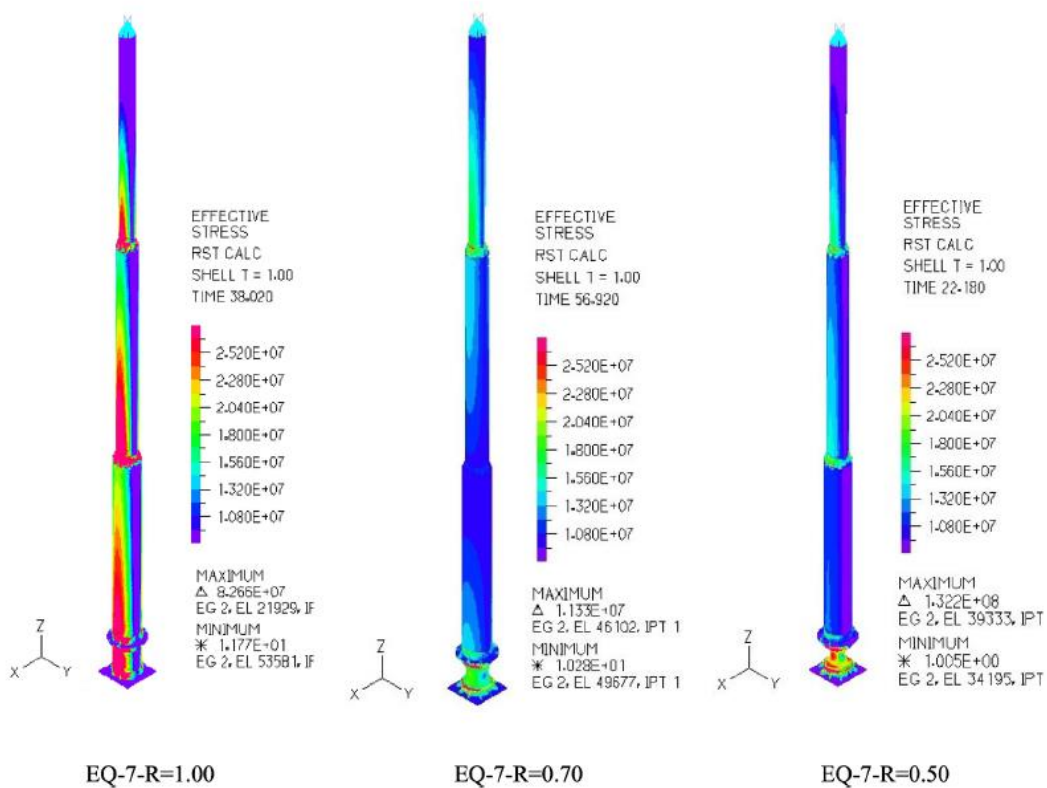 EFFECTIVE
STRESS
RST CALC
SHELL T = 1.00
TIME 38.020
2.520E+07
2.280E+07
2.040E+07
1.800E+07
1.560E+07
1.320E+07
1.080E+07
MAXIMUM
Δ 8.266E+07
EG 2, EL 21929, IF
MINIMUM
* 1.177E+01
EG 2, EL 53581, IF
Z
X
Y
EQ-7-R=1.00
EFFECTIVE
STRESS
RST CALC
SHELL T = 1.00
TIME 56.920
2.520E+07
2.280E+07
2.040E+07
1.800E+07
1.560E+07
1.320E+07
1.080E+07
MAXIMUM
Δ 1.133E+07
EG 2, EL 46102, IPT 1
MINIMUM
* 1.028E+01
EG 2, EL 49677, IPT 1
Z
X
Y
EQ-7-R=0.70
EFFECTIVE
STRESS
RST CALC
SHELL T = 1.00
TIME 22.180
2.520E+07
2.280E+07
2.040E+07
1.800E+07
1.560E+07
1.320E+07
1.080E+07
MAXIMUM
Δ 1.322E+08
EG 2, EL 39333, IPT
MINIMUM
* 1.005E+00
EG 2, EL 34195, IPT
Z
X
Y
EQ-7-R=0.50